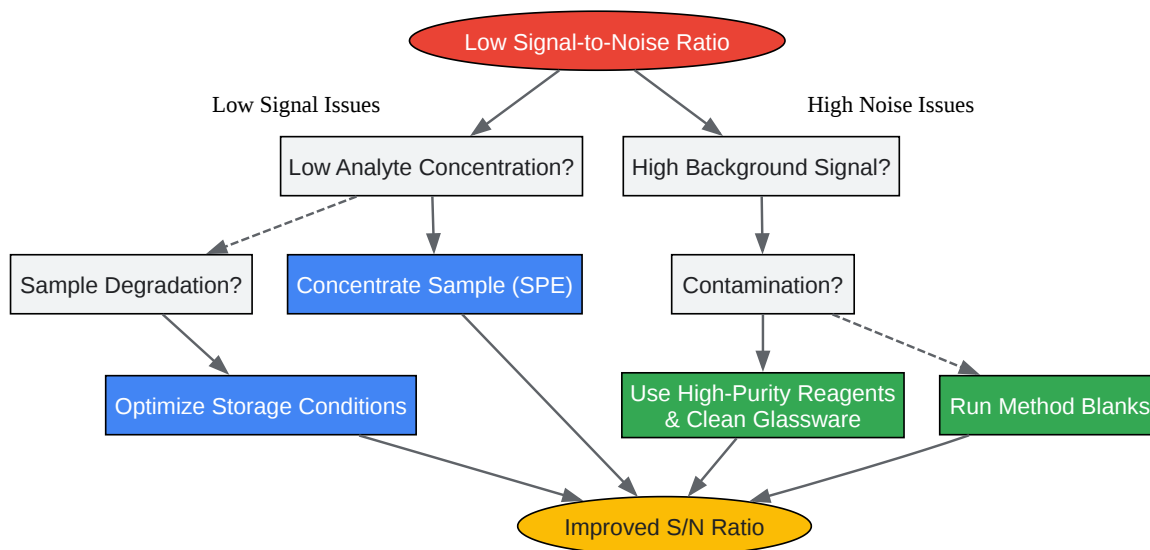 Low Signal-to-Noise Ratio
Low Signal Issues
High Noise Issues
Low Analyte Concentration?
High Background Signal?
Sample Degradation?
Concentrate Sample (SPE)
Contamination?
Optimize Storage Conditions
Use High-Purity Reagents
& Clean Glassware
Run Method Blanks
Improved S/N Ratio